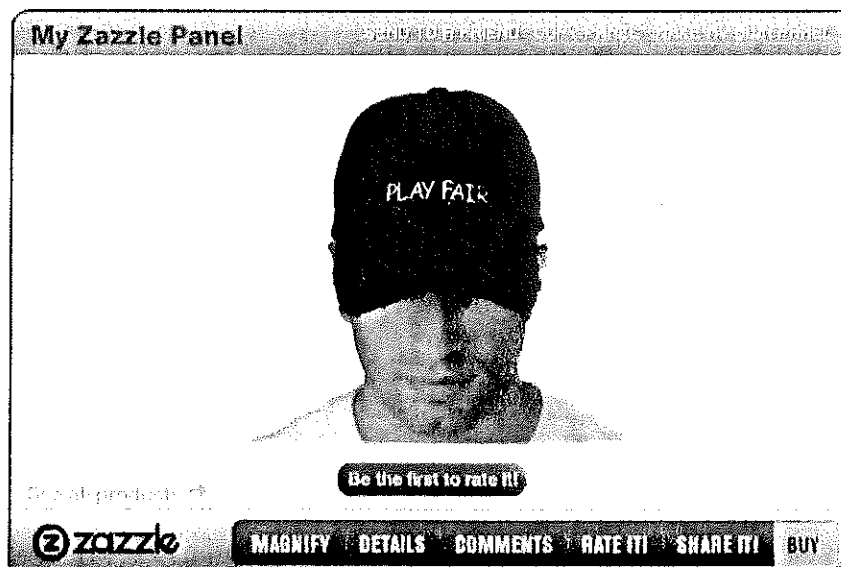 My Zazzle Panel
PLAY FAIR
Be the first to rate it!
zazzle MAGNIFY DETAILS COMMENTS RATE IT! SHARE IT! BUY